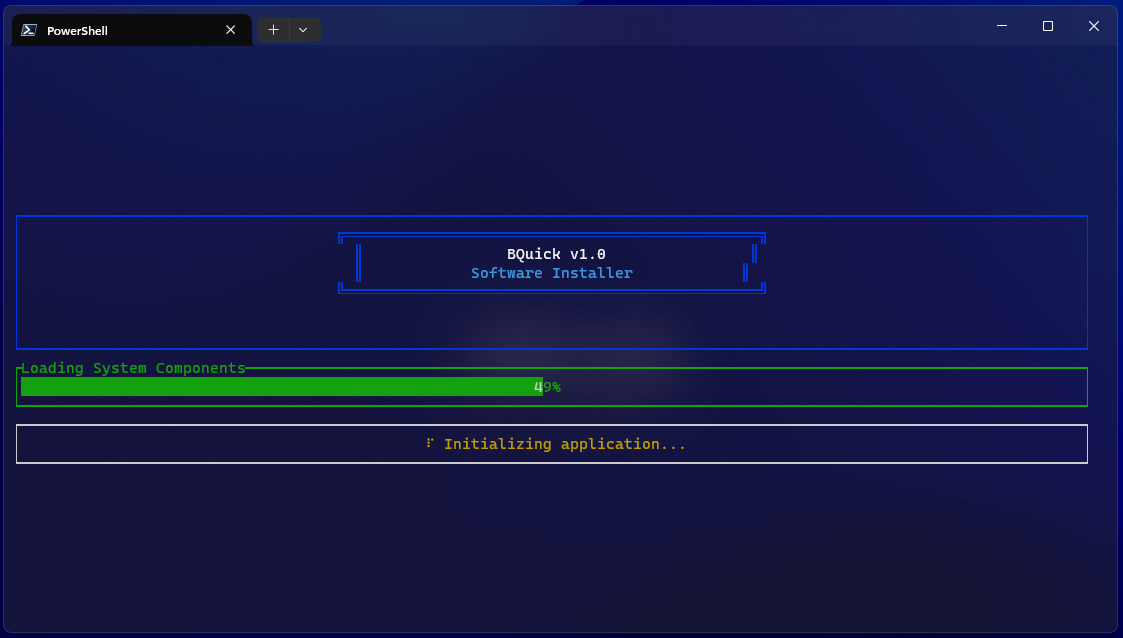 PowerShell
BQuick v1.0
Software Installer
Loading System Components
49%
Initializing application...